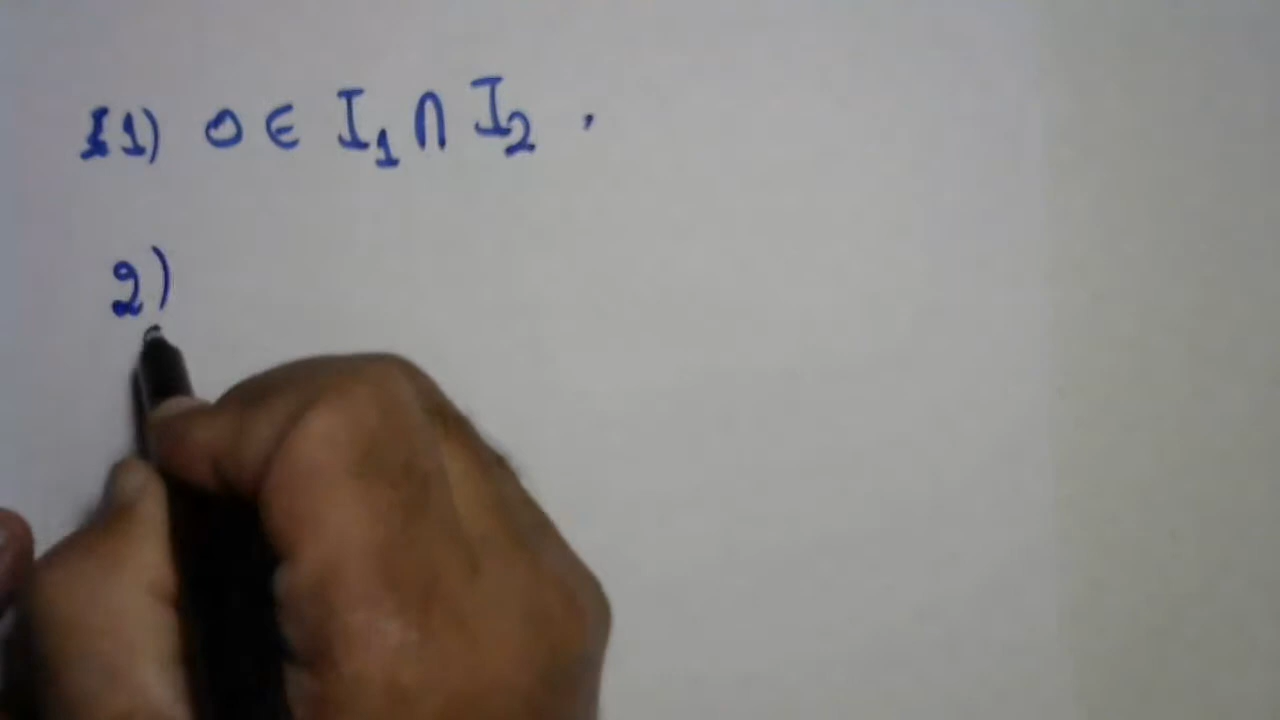 1) 0 ∈ I₁ ∩ I₂ .
2)